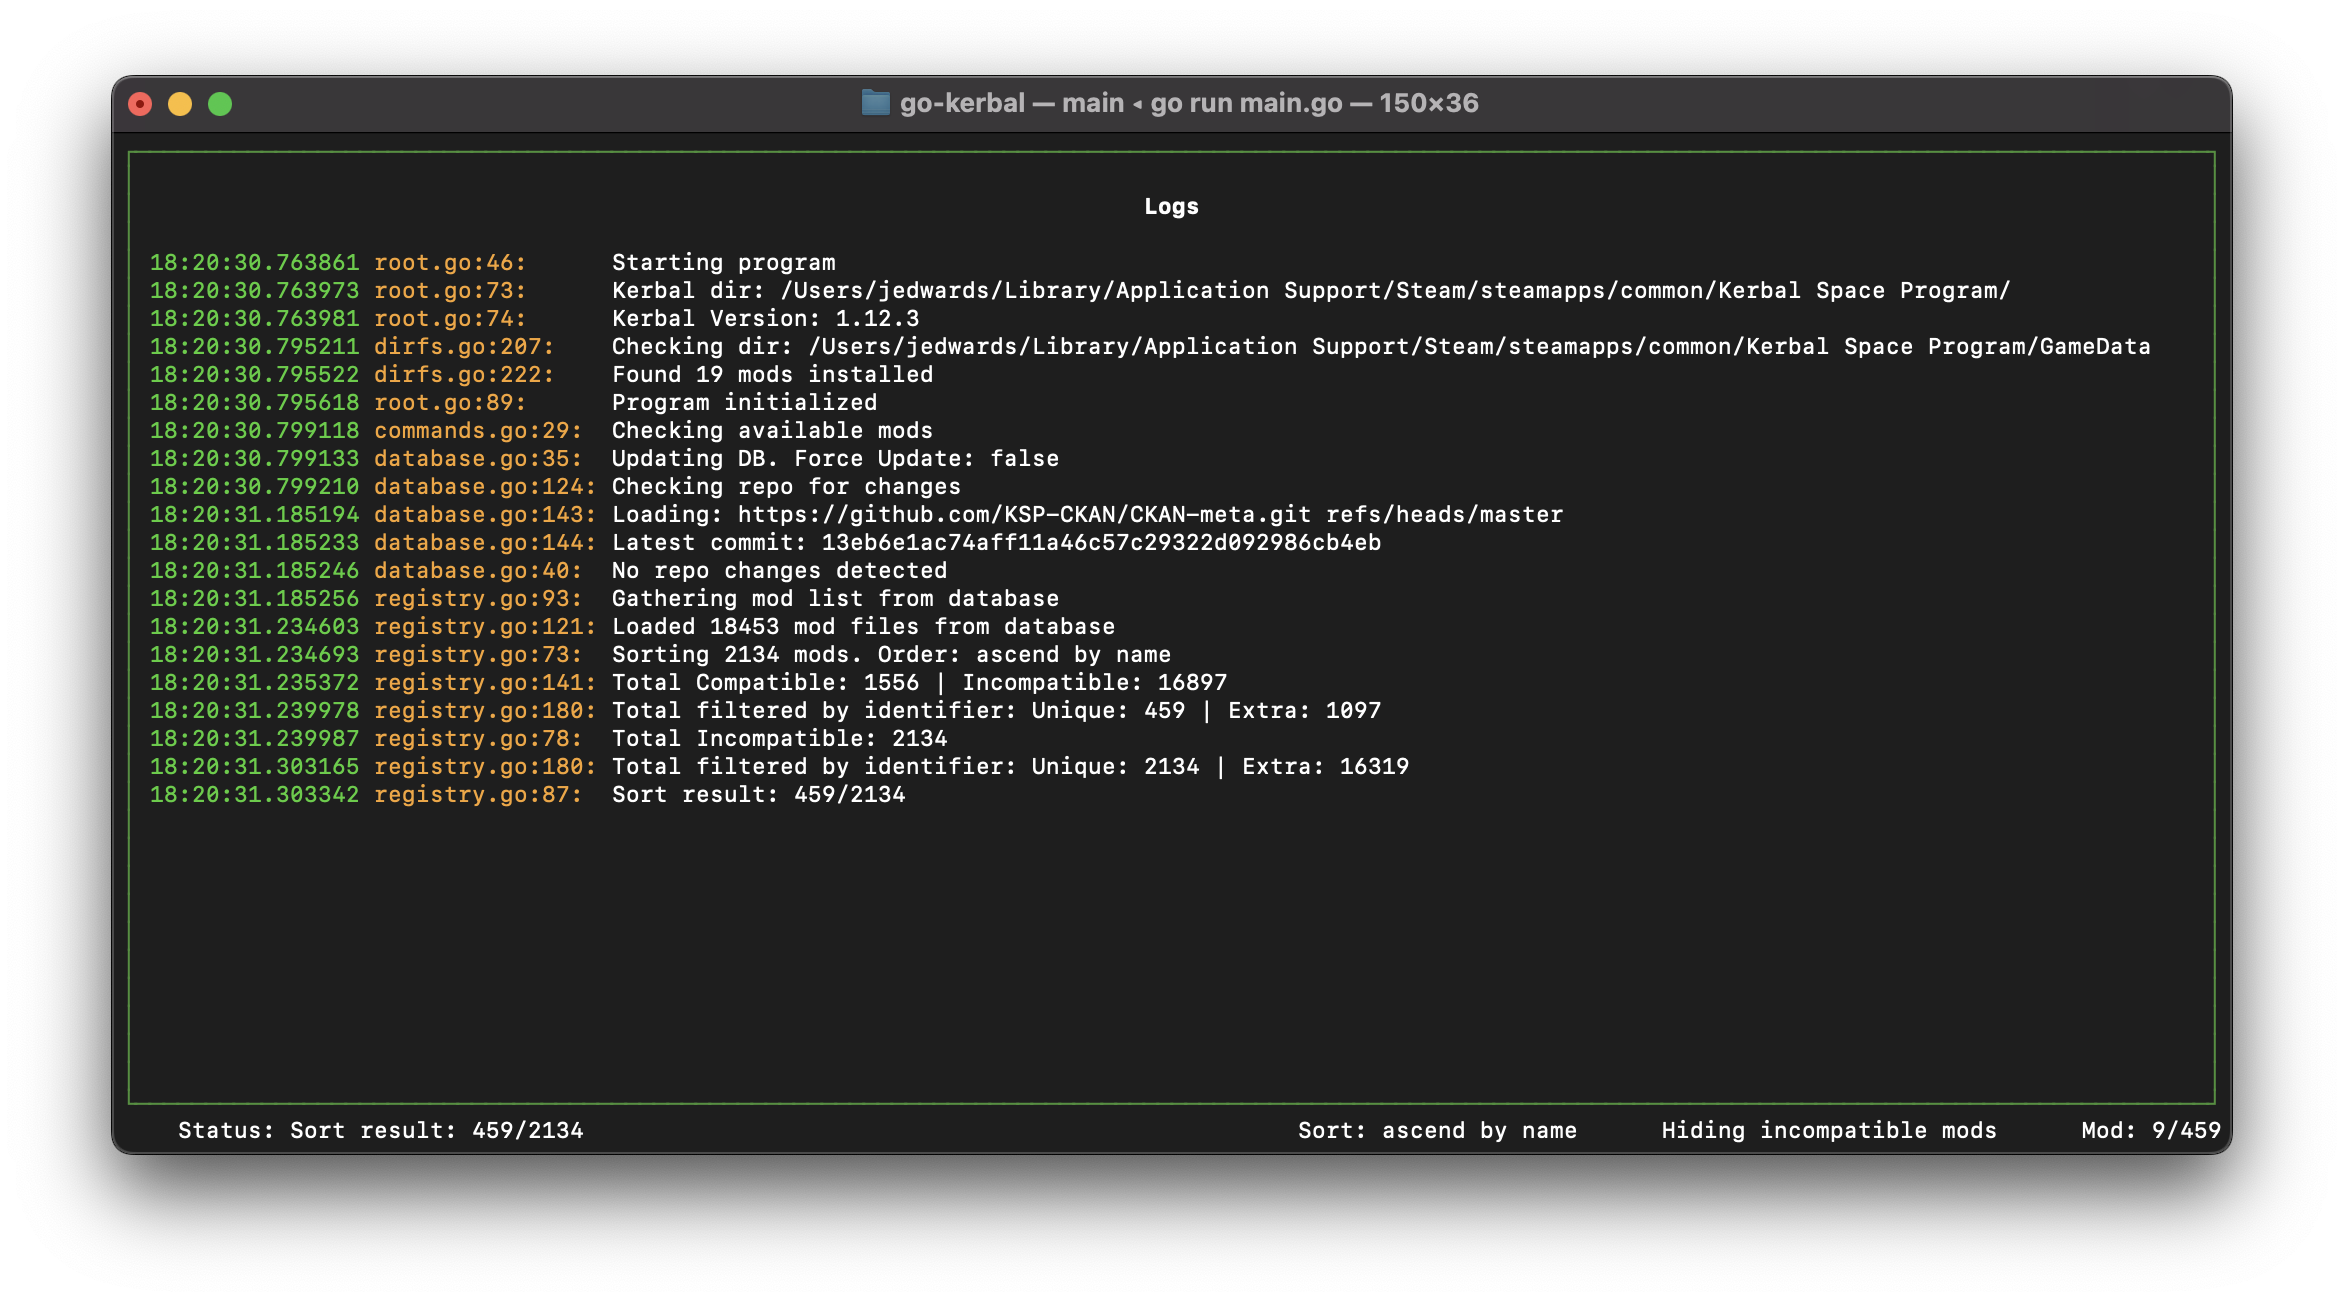 go-kerbal — main ◂ go run main.go — 150×36
Logs
18:20:30.763861 root.go:46: Starting program
18:20:30.763973 root.go:73: Kerbal dir: /Users/jedwards/Library/Application Support/Steam/steamapps/common/Kerbal Space Program/
18:20:30.763981 root.go:74: Kerbal Version: 1.12.3
18:20:30.795211 dirfs.go:207: Checking dir: /Users/jedwards/Library/Application Support/Steam/steamapps/common/Kerbal Space Program/GameData
18:20:30.795522 dirfs.go:222: Found 19 mods installed
18:20:30.795618 root.go:89: Program initialized
18:20:30.799118 commands.go:29: Checking available mods
18:20:30.799133 database.go:35: Updating DB. Force Update: false
18:20:30.799210 database.go:124: Checking repo for changes
18:20:31.185194 database.go:143: Loading: https://github.com/KSP-CKAN/CKAN-meta.git refs/heads/master
18:20:31.185233 database.go:144: Latest commit: 13eb6e1ac74aff11a46c57c29322d092986cb4eb
18:20:31.185246 database.go:40: No repo changes detected
18:20:31.185256 registry.go:93: Gathering mod list from database
18:20:31.234603 registry.go:121: Loaded 18453 mod files from database
18:20:31.234693 registry.go:73: Sorting 2134 mods. Order: ascend by name
18:20:31.235372 registry.go:141: Total Compatible: 1556 | Incompatible: 16897
18:20:31.239978 registry.go:180: Total filtered by identifier: Unique: 459 | Extra: 1097
18:20:31.239987 registry.go:78: Total Incompatible: 2134
18:20:31.303165 registry.go:180: Total filtered by identifier: Unique: 2134 | Extra: 16319
18:20:31.303342 registry.go:87: Sort result: 459/2134
Status: Sort result: 459/2134 Sort: ascend by name Hiding incompatible mods Mod: 9/459